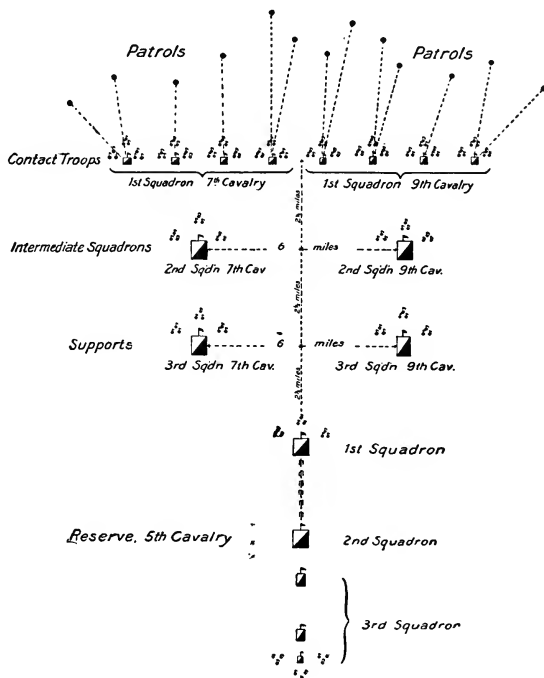 Patrols Patrols
Contact Troops
1st Squadron 7th Cavalry 1st Squadron 9th Cavalry
2½ miles
Intermediate Squadrons 6 miles
2nd Sqd'n 7th Cav. 2nd Sqd'n 9th Cav.
2½ miles
Supports 6 miles
3rd Sqd'n 7th Cav. 3rd Sqd'n 9th Cav.
2½ miles
1st Squadron
Reserve, 5th Cavalry 2nd Squadron
3rd Squadron